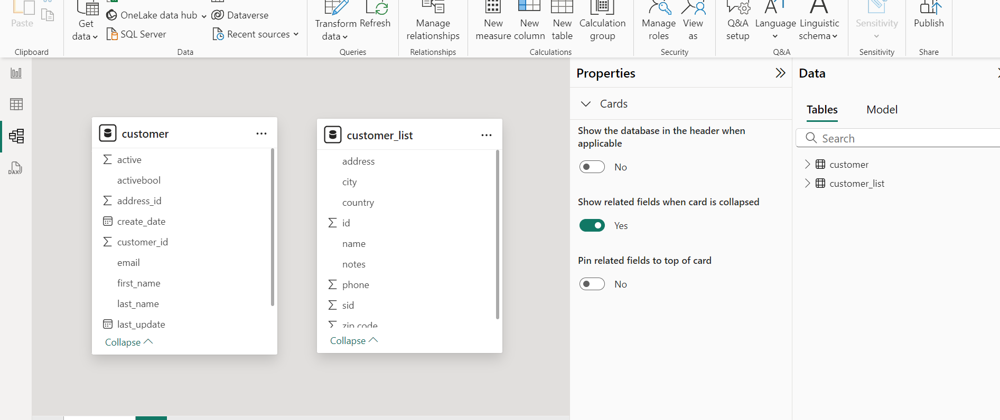 Paste
Clipboard
Get data
OneLake data hub
SQL Server
Dataverse
Recent sources
Data
Transform data
Refresh
Queries
Manage relationships
Relationships
New measure
New column
New table
Calculation group
Calculations
Manage roles
View as
Security
Q&A setup
Language
Linguistic schema
Q&A
Sensitivity
Sensitivity
Publish
Share
DAX
customer
active
activebool
address_id
create_date
customer_id
email
first_name
last_name
last_update
Collapse
customer_list
address
city
country
id
name
notes
phone
sid
zip code
Collapse
Properties
Cards
Show the database in the header when
applicable
No
Show related fields when card is collapsed
Yes
Pin related fields to top of card
No
Data
Tables
Model
Search
customer
customer_list